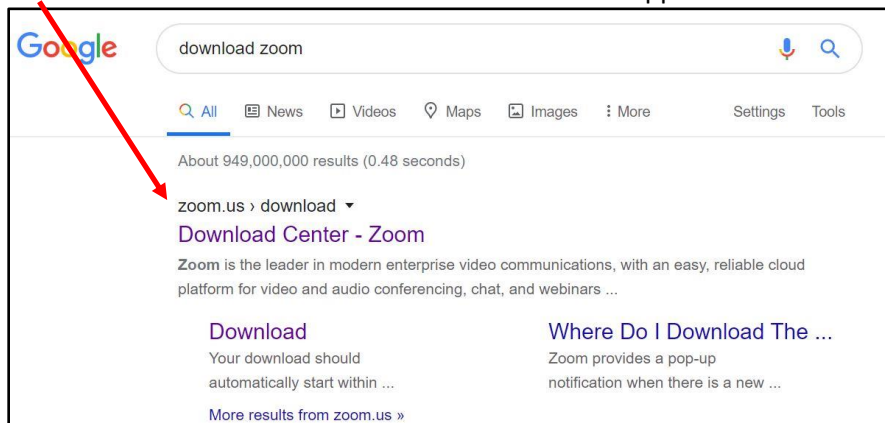 Google
download zoom
All News Videos Maps Images More Settings Tools
About 949,000,000 results (0.48 seconds)
zoom.us › download
Download Center - Zoom
Zoom is the leader in modern enterprise video communications, with an easy, reliable cloud
platform for video and audio conferencing, chat, and webinars ...
Download
Your download should
automatically start within ...
More results from zoom.us »
Where Do I Download The ...
Zoom provides a pop-up
notification when there is a new ...